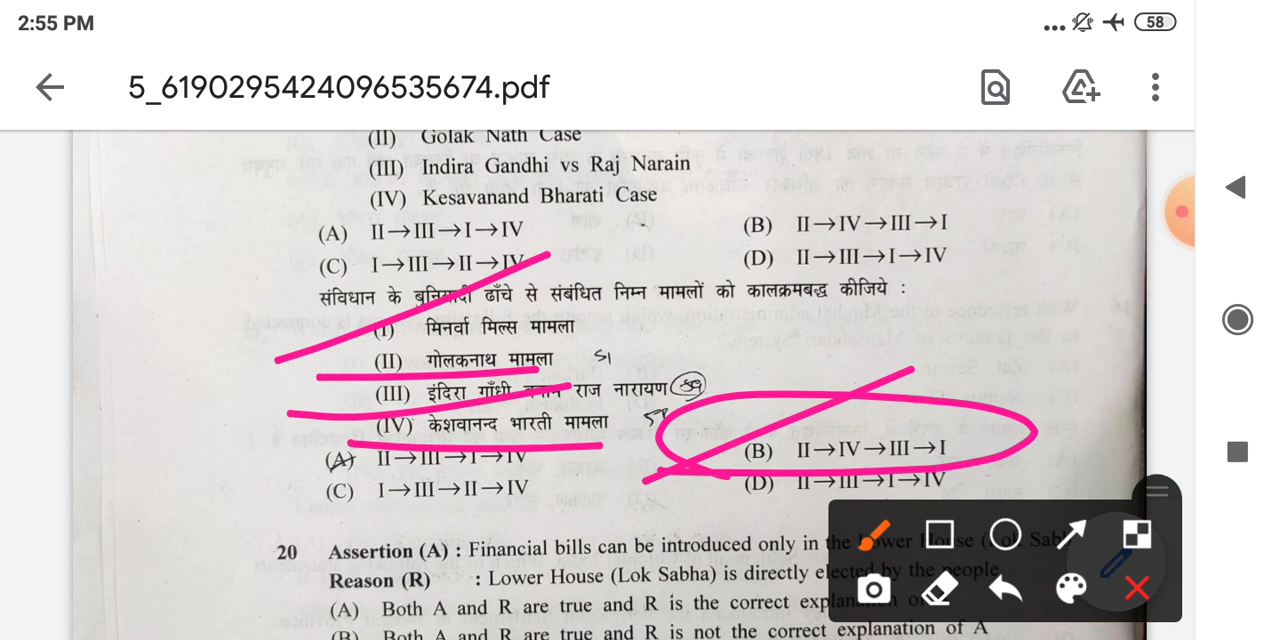 2:55 PM
58
5_6190295424096535674.pdf
(II) Golak Nath Case
(III) Indira Gandhi vs Raj Narain
(IV) Kesavanand Bharati Case
(A) II→III→I→IV (B) II→IV→III→I
(C) I→III→II→IV (D) II→III→I→IV
संविधान के बुनियादी ढाँचे से संबंधित निम्न मामलों को कालक्रमबद्ध कीजिये :
(I) मिनर्वा मिल्स मामला
(II) गोलकनाथ मामला
(III) इंदिरा गाँधी बनाम राज नारायण
(IV) केशवानन्द भारती मामला
(A) II→III→I→IV (B) II→IV→III→I
(C) I→III→II→IV (D) II→III→I→IV
20 Assertion (A) : Financial bills can be introduced only in the Lower House (Lok Sabha)
Reason (R) : Lower House (Lok Sabha) is directly elected by the people
(A) Both A and R are true and R is the correct explanation of
(B) Both A and R are true and R is not the correct explanation of A